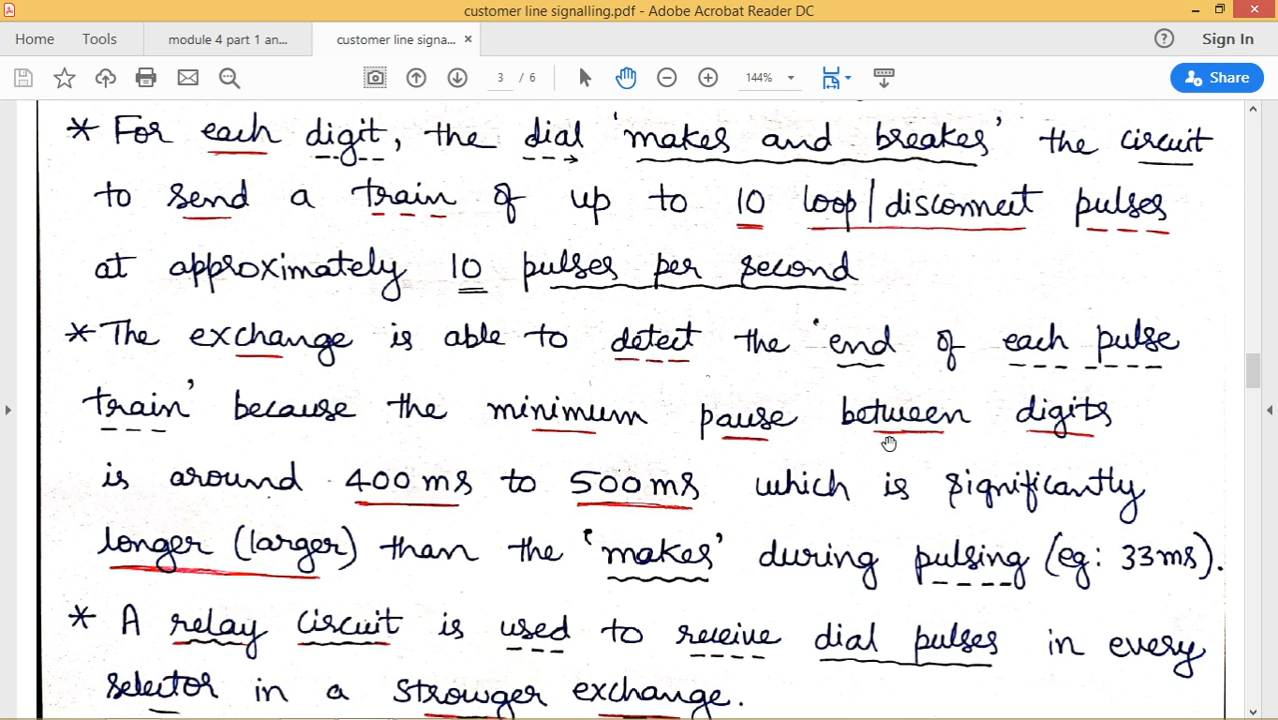 customer line signalling.pdf - Adobe Acrobat Reader DC
Home Tools module 4 part 1 an... customer line signa... × Sign In
3 / 6 144% Share
* For each digit, the dial 'makes and breakes' the circuit
to send a train of up to 10 loop/disconnect pulses
at approximately 10 pulses per second
* The exchange is able to detect the 'end of each pulse
train' because the minimum pause between digits
is around 400ms to 500ms which is significantly
longer (larger) than the 'makes' during pulsing (eg: 33ms).
* A relay circuit is used to receive dial pulses in every
selector in a strowger exchange.